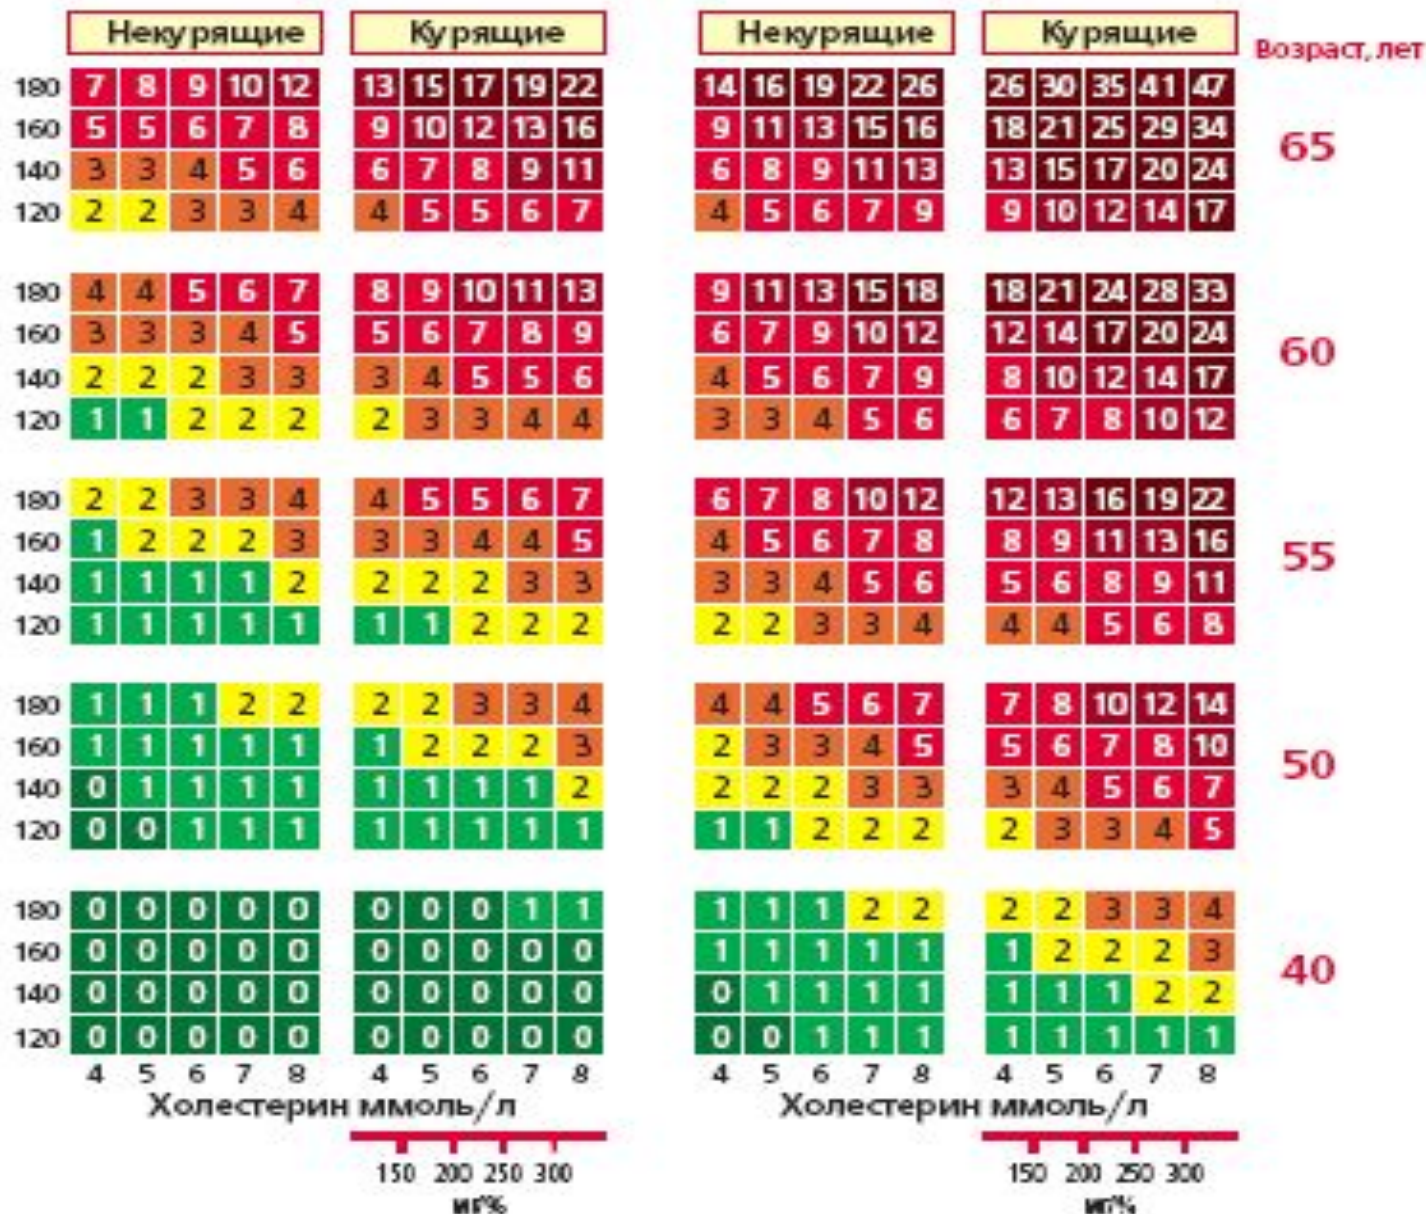 Некурящие Курящие Некурящие Курящие
Возраст, лет
180 7 8 9 10 12 13 15 17 19 22 14 16 19 22 26 26 30 35 41 47
160 5 5 6 7 8 9 10 12 13 16 9 11 13 15 16 18 21 25 29 34
65
140 3 3 4 5 6 6 7 8 9 11 6 8 9 11 13 13 15 17 20 24
120 2 2 3 3 4 4 5 5 6 7 4 5 6 7 9 9 10 12 14 17
180 4 4 5 6 7 8 9 10 11 13 9 11 13 15 18 18 21 24 28 33
160 3 3 3 4 5 5 6 7 8 9 6 7 9 10 12 12 14 17 20 24
60
140 2 2 2 3 3 3 4 5 5 6 4 5 6 7 9 8 10 12 14 17
120 1 1 2 2 2 2 3 3 4 4 3 3 4 5 6 6 7 8 10 12
180 2 2 3 3 4 4 5 5 6 7 6 7 8 10 12 12 13 16 19 22
160 1 2 2 2 3 3 3 4 4 5 4 5 6 7 8 8 9 11 13 16
55
140 1 1 1 1 2 2 2 2 3 3 3 3 4 5 6 5 6 8 9 11
120 1 1 1 1 1 1 1 2 2 2 2 2 3 3 4 4 4 5 6 8
180 1 1 1 2 2 2 2 3 3 4 4 4 5 6 7 7 8 10 12 14
160 1 1 1 1 1 1 2 2 2 3 2 3 3 4 5 5 6 7 8 10
50
140 0 1 1 1 1 1 1 1 1 2 2 2 2 3 3 3 4 5 6 7
120 0 0 1 1 1 1 1 1 1 1 1 1 2 2 2 2 3 3 4 5
180 0 0 0 0 0 0 0 0 1 1 1 1 1 2 2 2 2 3 3 4
160 0 0 0 0 0 0 0 0 0 0 1 1 1 1 1 1 2 2 2 3
40
140 0 0 0 0 0 0 0 0 0 0 0 1 1 1 1 1 1 1 2 2
120 0 0 0 0 0 0 0 0 0 0 0 0 1 1 1 1 1 1 1 1
4 5 6 7 8 4 5 6 7 8 4 5 6 7 8 4 5 6 7 8
Холестерин ммоль/л Холестерин ммоль/л
150 200 250 300 150 200 250 300
мг% мг%